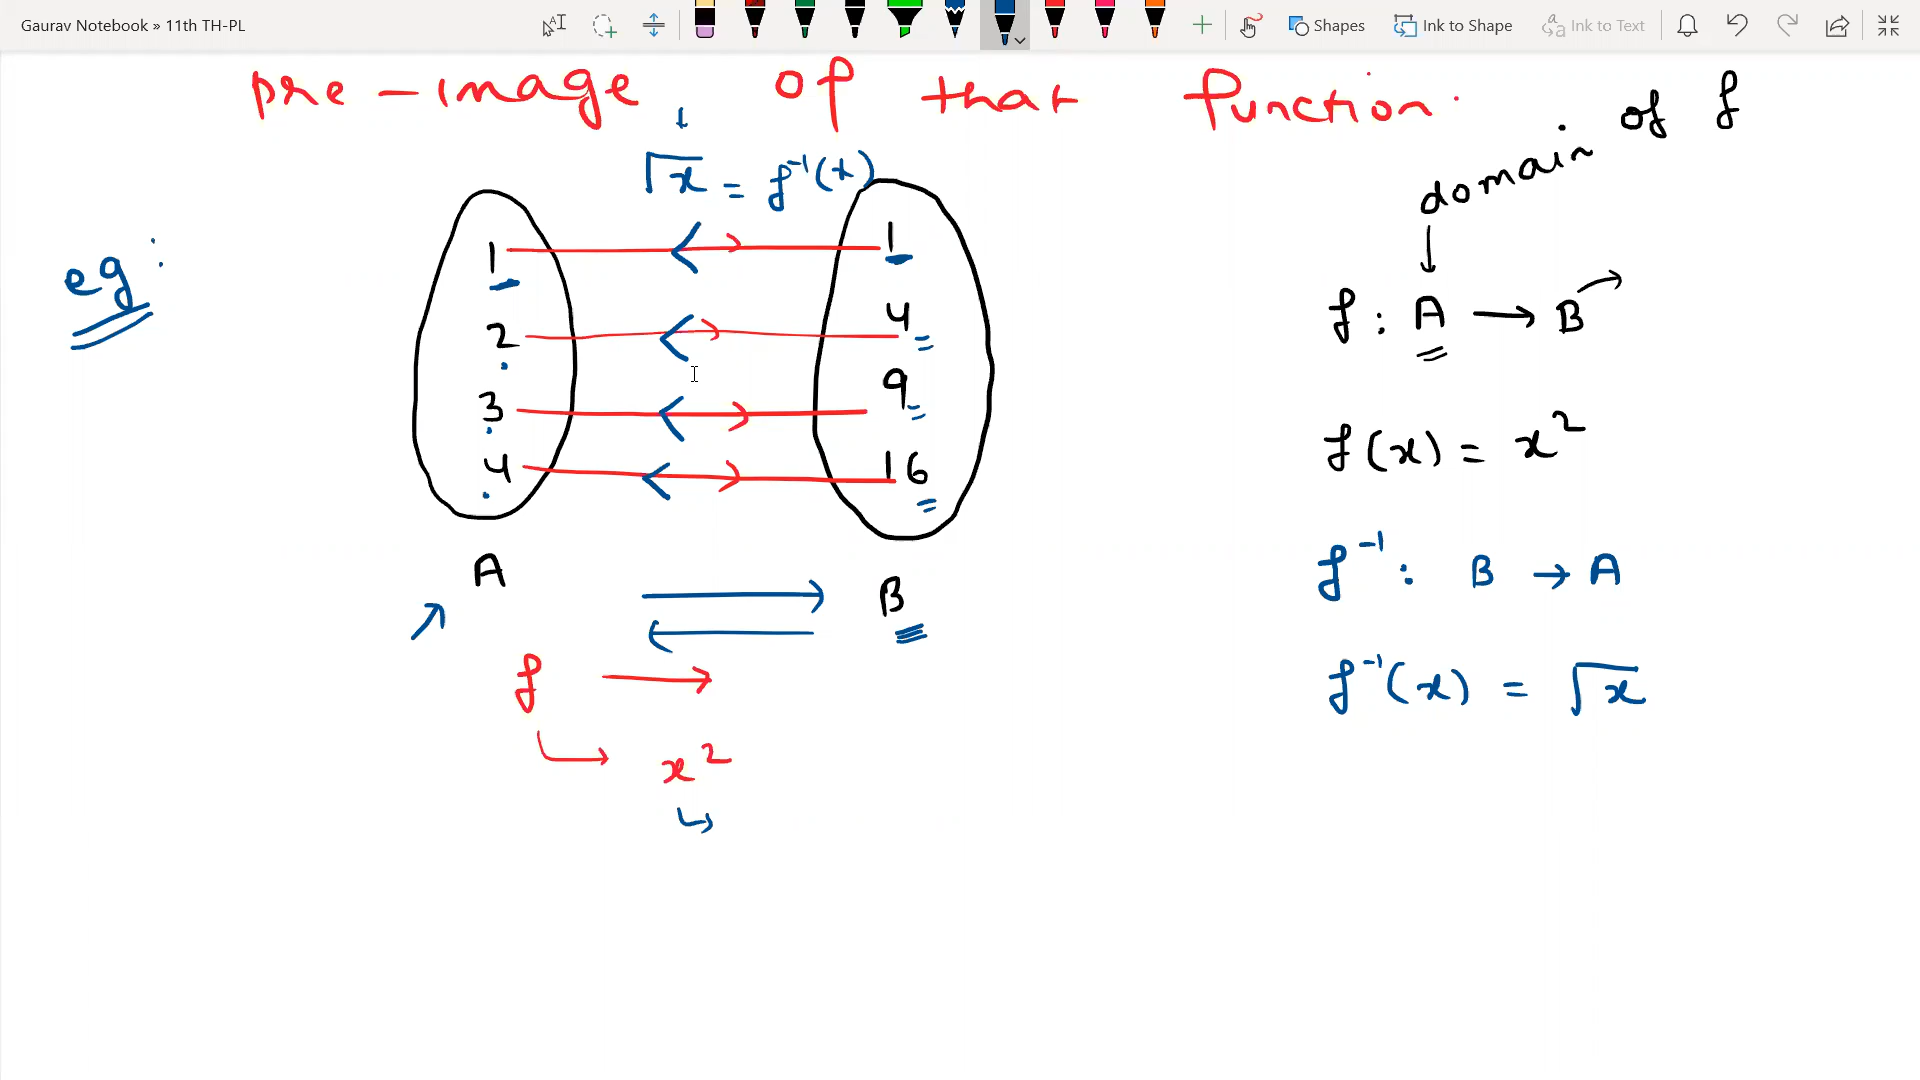 Gaurav Notebook » 11th TH-PL
Shapes
Ink to Shape
Ink to Text
pre-image of that function.
domain of f
√x = f⁻¹(x)
eg :
1 1
2 4
3 9
4 16
A B
f
x²
f : A → B
f(x) = x²
f⁻¹ : B → A
f⁻¹(x) = √x